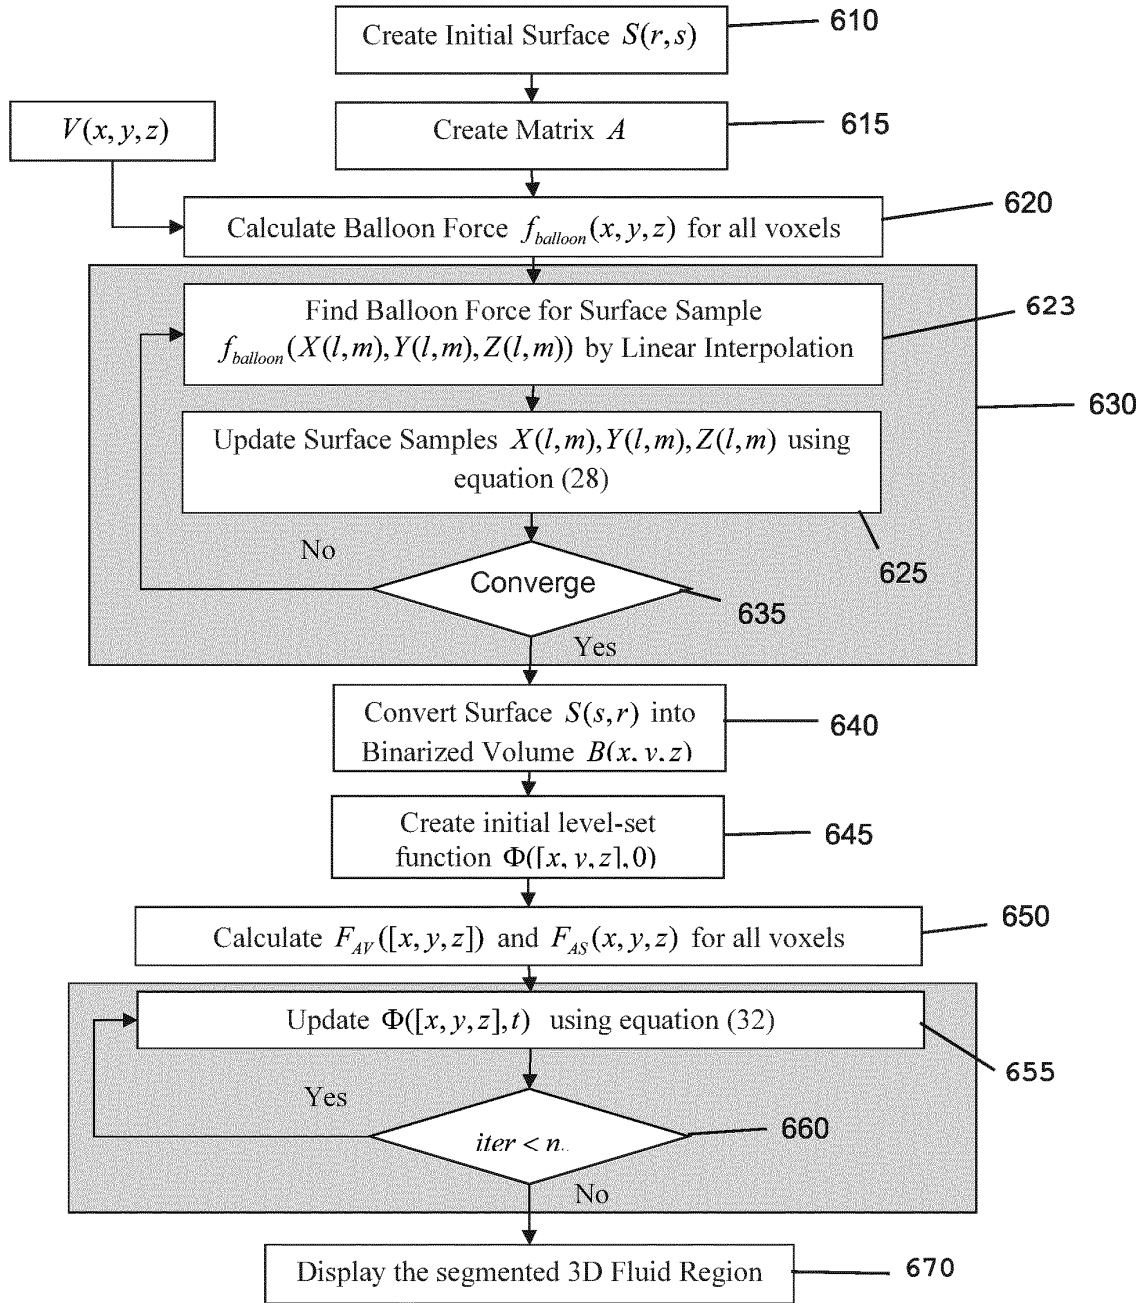 Create Initial Surface S(r,s)
610
Create Matrix A
615
V(x,y,z)
Calculate Balloon Force f_balloon(x,y,z) for all voxels
620
Find Balloon Force for Surface Sample
f_balloon(X(l,m),Y(l,m),Z(l,m)) by Linear Interpolation
623
630
Update Surface Samples X(l,m),Y(l,m),Z(l,m) using
equation (28)
625
No
Converge
635
Yes
Convert Surface S(s,r) into
Binarized Volume B(x,y,z)
640
Create initial level-set
function Φ([x,y,z],0)
645
Calculate F_AV([x,y,z]) and F_AS(x,y,z) for all voxels
650
Update Φ([x,y,z],t) using equation (32)
655
Yes
iter < n..
660
No
Display the segmented 3D Fluid Region
670